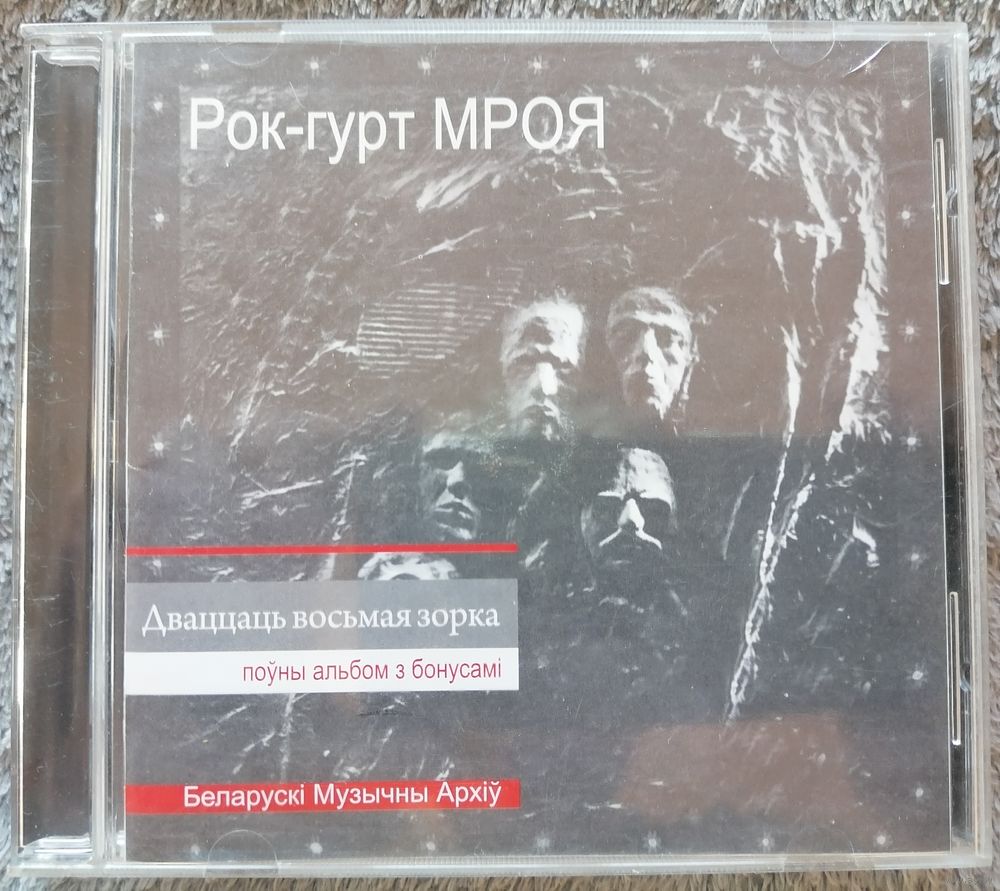 Рок-гурт МРОЯ
Дваццаць восьмая зорка
поўны альбом з бонусамі
Беларускі Музычны Архіў